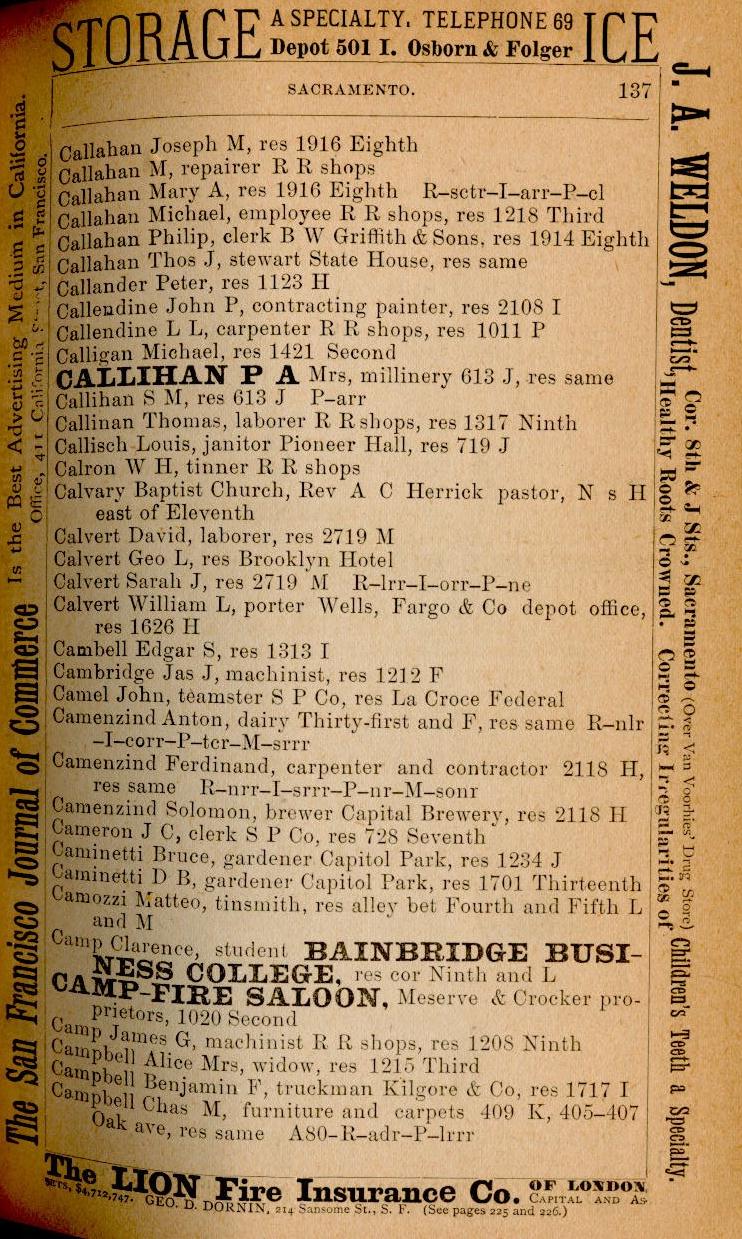 STORAGE A SPECIALTY. TELEPHONE 69 ICE
Depot 501 I. Osborn & Folger
SACRAMENTO. 137
Callahan Joseph M, res 1916 Eighth
Callahan M, repairer R R shops
Callahan Mary A, res 1916 Eighth R–sctr–I–arr–P–cl
Callahan Michael, employee R R shops, res 1218 Third
Callahan Philip, clerk B W Griffith & Sons, res 1914 Eighth
Callahan Thos J, stewart State House, res same
Callander Peter, res 1123 H
Callendine John P, contracting painter, res 2108 I
Callendine L L, carpenter R R shops, res 1011 P
Calligan Michael, res 1421 Second
CALLIHAN P A Mrs, millinery 613 J, res same
Callihan S M, res 613 J P–arr
Callinan Thomas, laborer R R shops, res 1317 Ninth
Callisch Louis, janitor Pioneer Hall, res 719 J
Calron W H, tinner R R shops
Calvary Baptist Church, Rev A C Herrick pastor, N s H
east of Eleventh
Calvert David, laborer, res 2719 M
Calvert Geo L, res Brooklyn Hotel
Calvert Sarah J, res 2719 M R–lrr–I–orr–P–ne
Calvert William L, porter Wells, Fargo & Co depot office,
res 1626 H
Cambell Edgar S, res 1313 I
Cambridge Jas J, machinist, res 1212 F
Camel John, teamster S P Co, res La Croce Federal
Camenzind Anton, dairy Thirty-first and F, res same R–nlr
–I–corr–P–tcr–M–srrr
Camenzind Ferdinand, carpenter and contractor 2118 H,
res same R–nrr–I–srrr–P–nr–M–sonr
Camenzind Solomon, brewer Capital Brewery, res 2118 H
Cameron J C, clerk S P Co, res 728 Seventh
Caminetti Bruce, gardener Capitol Park, res 1234 J
Caminetti D B, gardener Capitol Park, res 1701 Thirteenth
Camozzi Matteo, tinsmith, res alley bet Fourth and Fifth L
and M
Camp Clarence, student BAINBRIDGE BUSI-
NESS COLLEGE, res cor Ninth and L
CAMP-FIRE SALOON, Meserve & Crocker pro-
prietors, 1020 Second
Camp James G, machinist R R shops, res 1208 Ninth
Campbell Alice Mrs, widow, res 1215 Third
Campbell Benjamin F, truckman Kilgore & Co, res 1717 I
Campbell Chas M, furniture and carpets 409 K, 405–407
Oak ave, res same A80–R–adr–P–lrrr
The LION Fire Insurance Co. OF LONDON,
CAPITAL AND AS-
SETS, $4,712,747. GEO. D. DORNIN, 214 Sansome St., S. F. (See pages 225 and 226.)
The San Francisco Journal of Commerce Is the Best Advertising Medium in California.
Office, 411 California San Francisco.
J. A. WELDON, Dentist, Cor. 8th & J Sts., Sacramento (Over Van Voorhies' Drug Store)
Healthy Roots Crowned. Correcting Irregularities of Children's Teeth a Specialty.